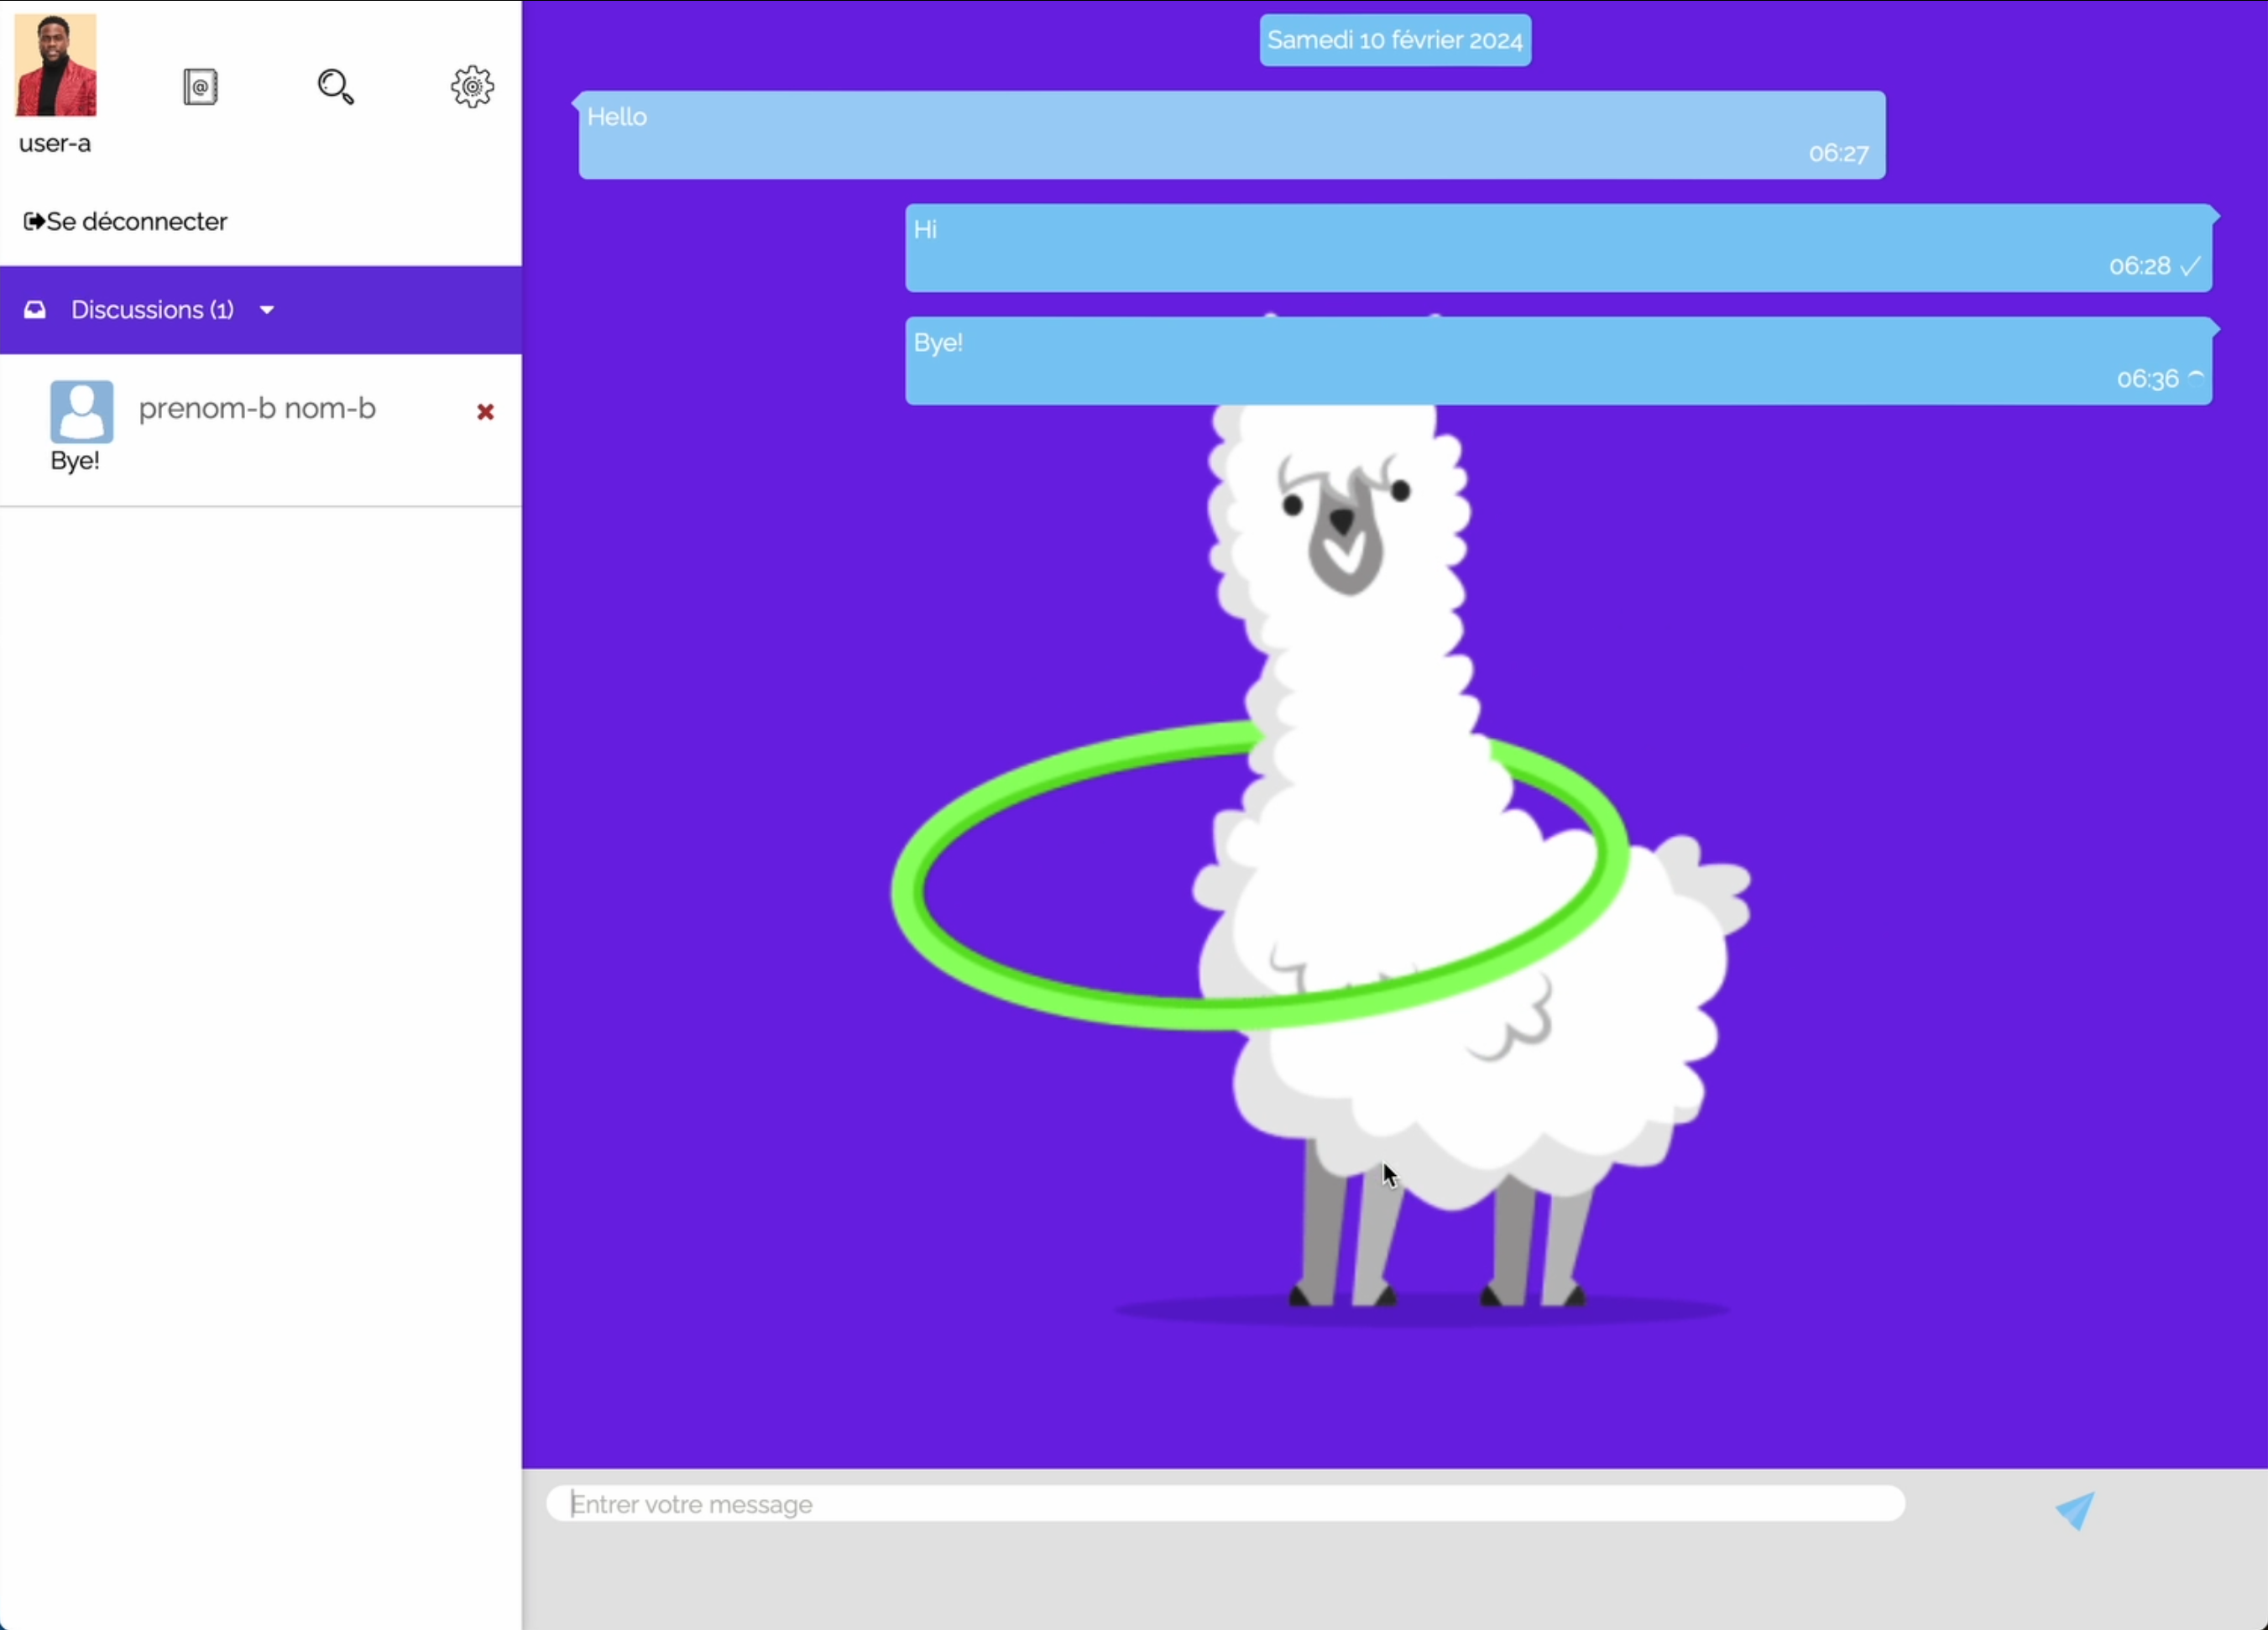 user-a
Se déconnecter
Discussions (1)
prenom-b nom-b
Bye!
Samedi 10 février 2024
Hello
06:27
Hi
06:28
Bye!
06:36
Entrer votre message